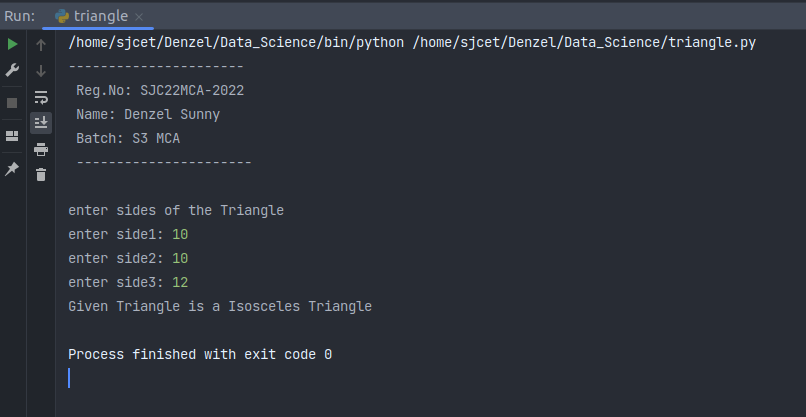 Run: triangle ×
/home/sjcet/Denzel/Data_Science/bin/python /home/sjcet/Denzel/Data_Science/triangle.py
----------------------
Reg.No: SJC22MCA-2022
Name: Denzel Sunny
Batch: S3 MCA
----------------------
enter sides of the Triangle
enter side1: 10
enter side2: 10
enter side3: 12
Given Triangle is a Isosceles Triangle
Process finished with exit code 0